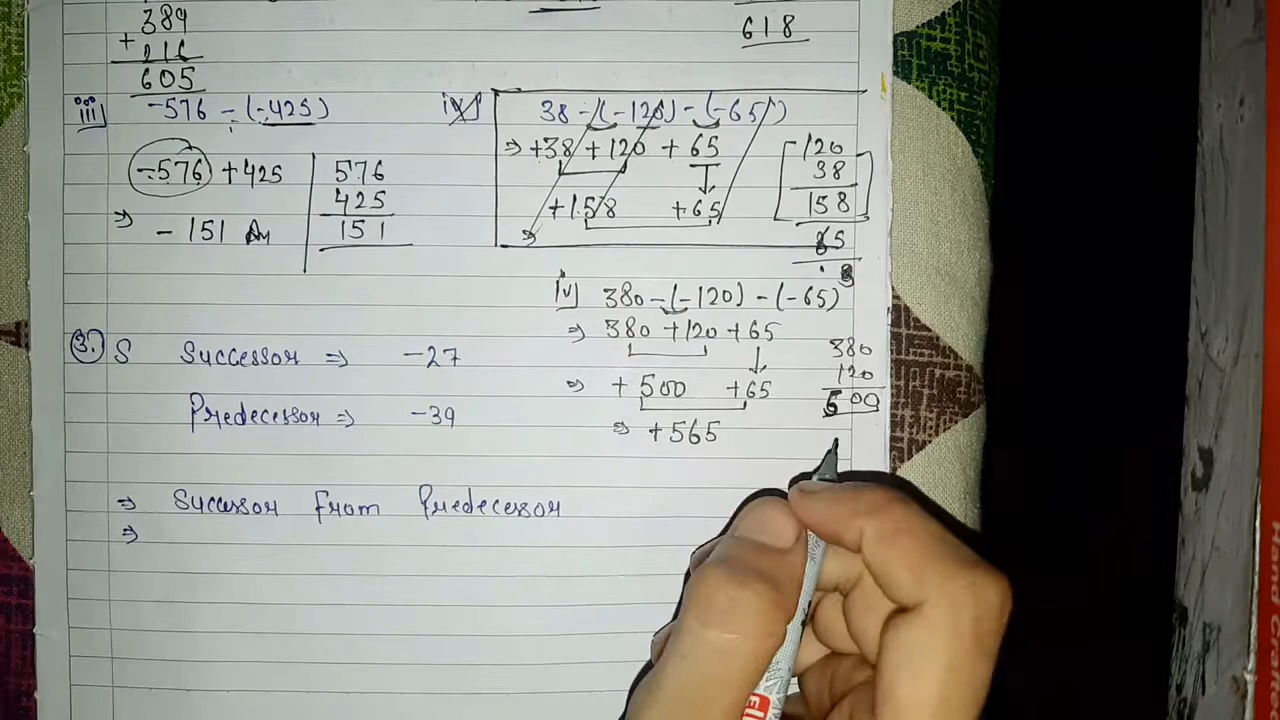 389
+ 216
605
618
iii) -576 - (-425)
-576 + 425
⇒ - 151 Ans
576
425
151
iv) 38 - (-120) - (-65)
⇒ +38 + 120 + 65
+158 +65
⇒
120
38
158
65
iv) 380 - (-120) - (-65)
⇒ 380 + 120 + 65
⇒ + 500 + 65
⇒ + 565
380
120
500
3. S Successor ⇒ -27
Predecessor ⇒ -39
⇒ Successor From Predecessor
⇒